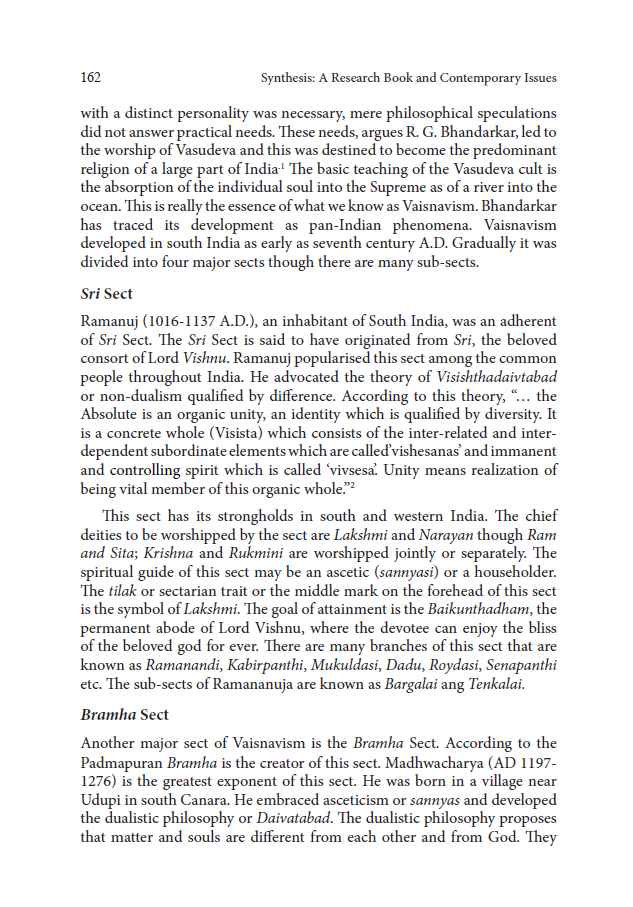 162 Synthesis: A Research Book and Contemporary Issues
with a distinct personality was necessary, mere philosophical speculations
did not answer practical needs. These needs, argues R. G. Bhandarkar, led to
the worship of Vasudeva and this was destined to become the predominant
religion of a large part of India.1 The basic teaching of the Vasudeva cult is
the absorption of the individual soul into the Supreme as of a river into the
ocean. This is really the essence of what we know as Vaisnavism. Bhandarkar
has traced its development as pan-Indian phenomena. Vaisnavism
developed in south India as early as seventh century A.D. Gradually it was
divided into four major sects though there are many sub-sects.
Sri Sect
Ramanuj (1016-1137 A.D.), an inhabitant of South India, was an adherent
of Sri Sect. The Sri Sect is said to have originated from Sri, the beloved
consort of Lord Vishnu. Ramanuj popularised this sect among the common
people throughout India. He advocated the theory of Visishthadaivtabad
or non-dualism qualified by difference. According to this theory, “… the
Absolute is an organic unity, an identity which is qualified by diversity. It
is a concrete whole (Visista) which consists of the inter-related and inter-
dependent subordinate elements which are called’vishesanas’ and immanent
and controlling spirit which is called ‘vivsesa’. Unity means realization of
being vital member of this organic whole.”2
This sect has its strongholds in south and western India. The chief
deities to be worshipped by the sect are Lakshmi and Narayan though Ram
and Sita; Krishna and Rukmini are worshipped jointly or separately. The
spiritual guide of this sect may be an ascetic (sannyasi) or a householder.
The tilak or sectarian trait or the middle mark on the forehead of this sect
is the symbol of Lakshmi. The goal of attainment is the Baikunthadham, the
permanent abode of Lord Vishnu, where the devotee can enjoy the bliss
of the beloved god for ever. There are many branches of this sect that are
known as Ramanandi, Kabirpanthi, Mukuldasi, Dadu, Roydasi, Senapanthi
etc. The sub-sects of Ramananuja are known as Bargalai ang Tenkalai.
Bramha Sect
Another major sect of Vaisnavism is the Bramha Sect. According to the
Padmapuran Bramha is the creator of this sect. Madhwacharya (AD 1197-
1276) is the greatest exponent of this sect. He was born in a village near
Udupi in south Canara. He embraced asceticism or sannyas and developed
the dualistic philosophy or Daivatabad. The dualistic philosophy proposes
that matter and souls are different from each other and from God. They